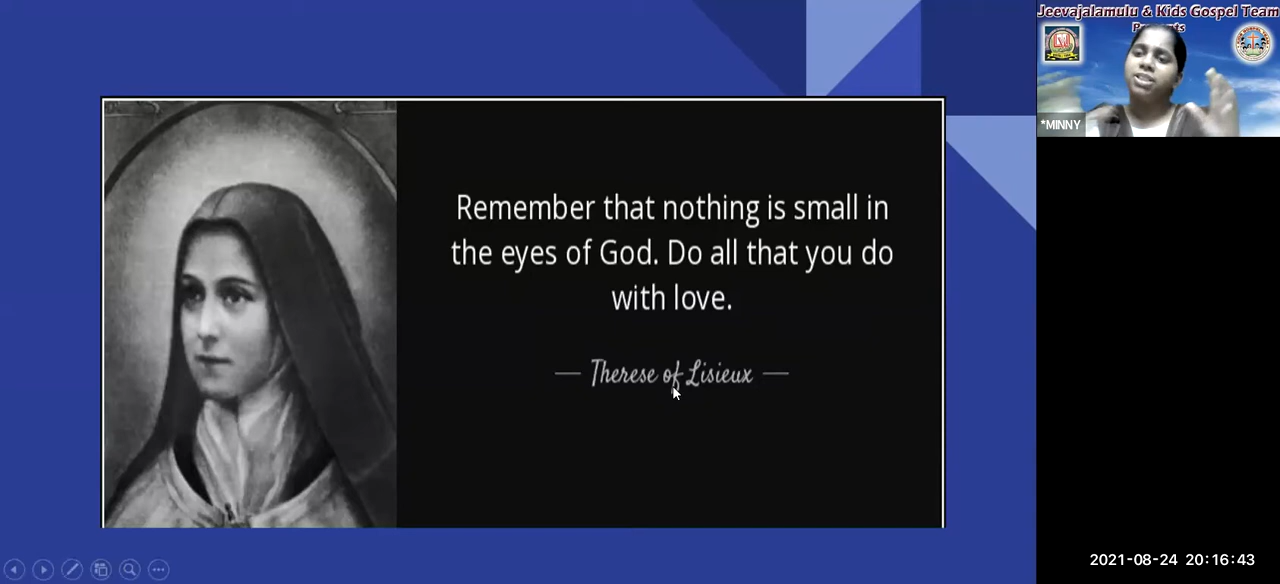 Jeevajalamulu & Kids Gospel Team
*MINNY
Remember that nothing is small in
the eyes of God. Do all that you do
with love.
— Therese of Lisieux —
2021-08-24 20:16:43